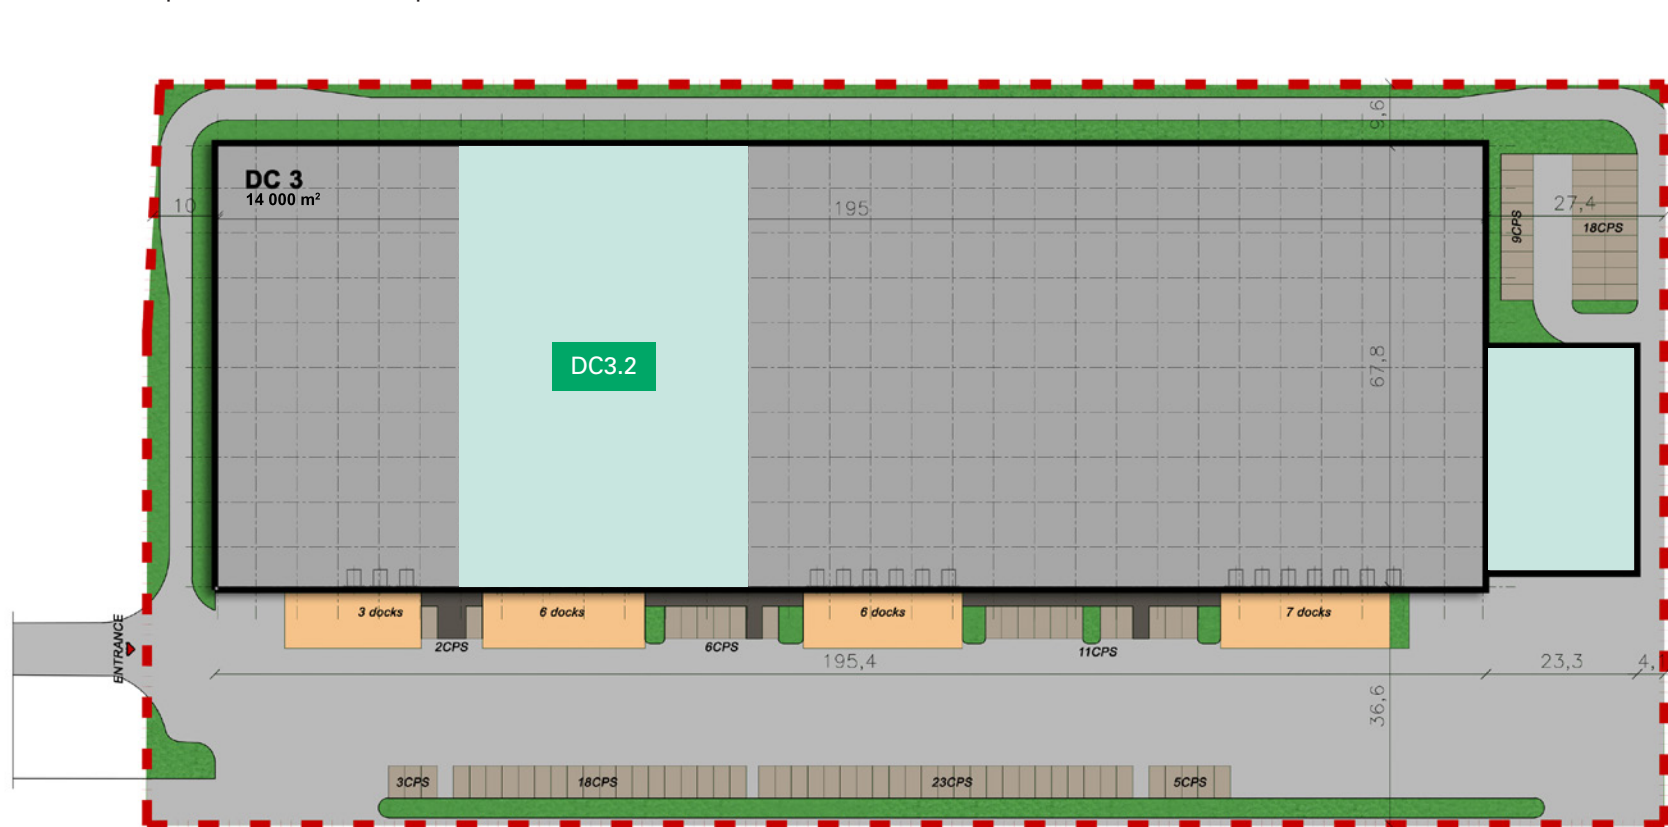 9,6
DC 3
14 000 m²
10
195
27,4
9CPS
18CPS
DC3.2
67,8
3 docks
6 docks
6 docks
7 docks
2CPS
6CPS
11CPS
ENTRANCE
195,4
23,3
4,
36,6
3CPS
18CPS
23CPS
5CPS